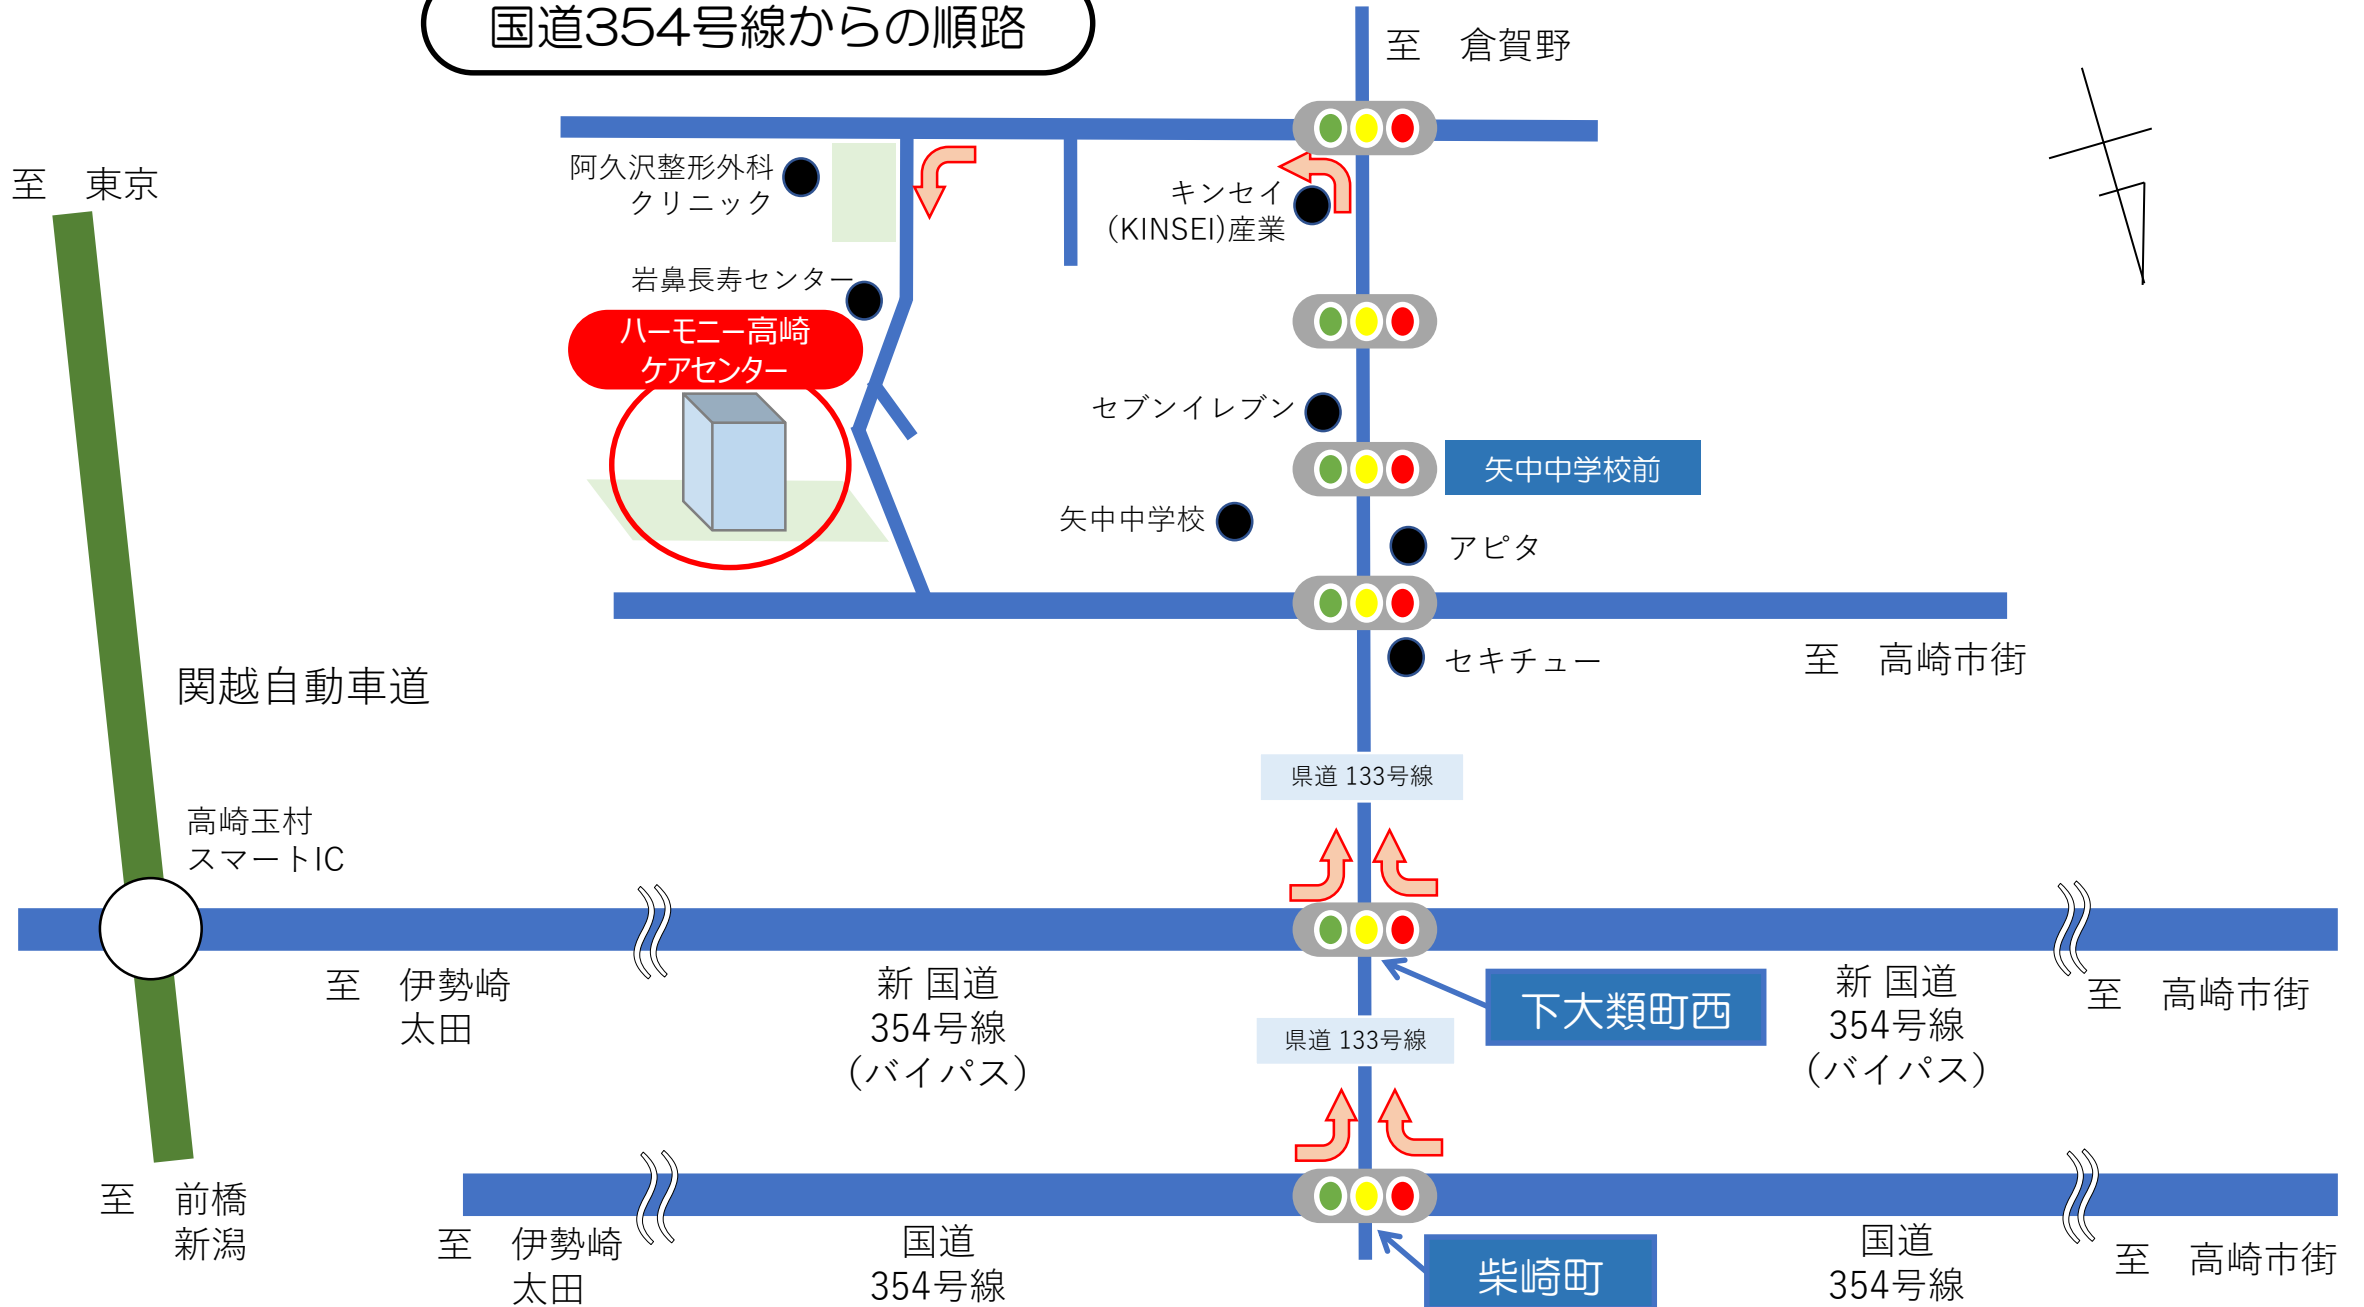 国道354号線からの順路
至　倉賀野
至　東京
阿久沢整形外科
クリニック
キンセイ
(KINSEI)産業
岩鼻長寿センター
ハーモニー高崎
ケアセンター
セブンイレブン
矢中中学校前
矢中中学校
アピタ
セキチュー
至　高崎市街
関越自動車道
県道 133号線
高崎玉村
スマートIC
至　伊勢崎
太田
新 国道
354号線
（バイパス）
下大類町西
新 国道
354号線
（バイパス）
至　高崎市街
県道 133号線
至　前橋
新潟
至　伊勢崎
太田
国道
354号線
柴崎町
国道
354号線
至　高崎市街